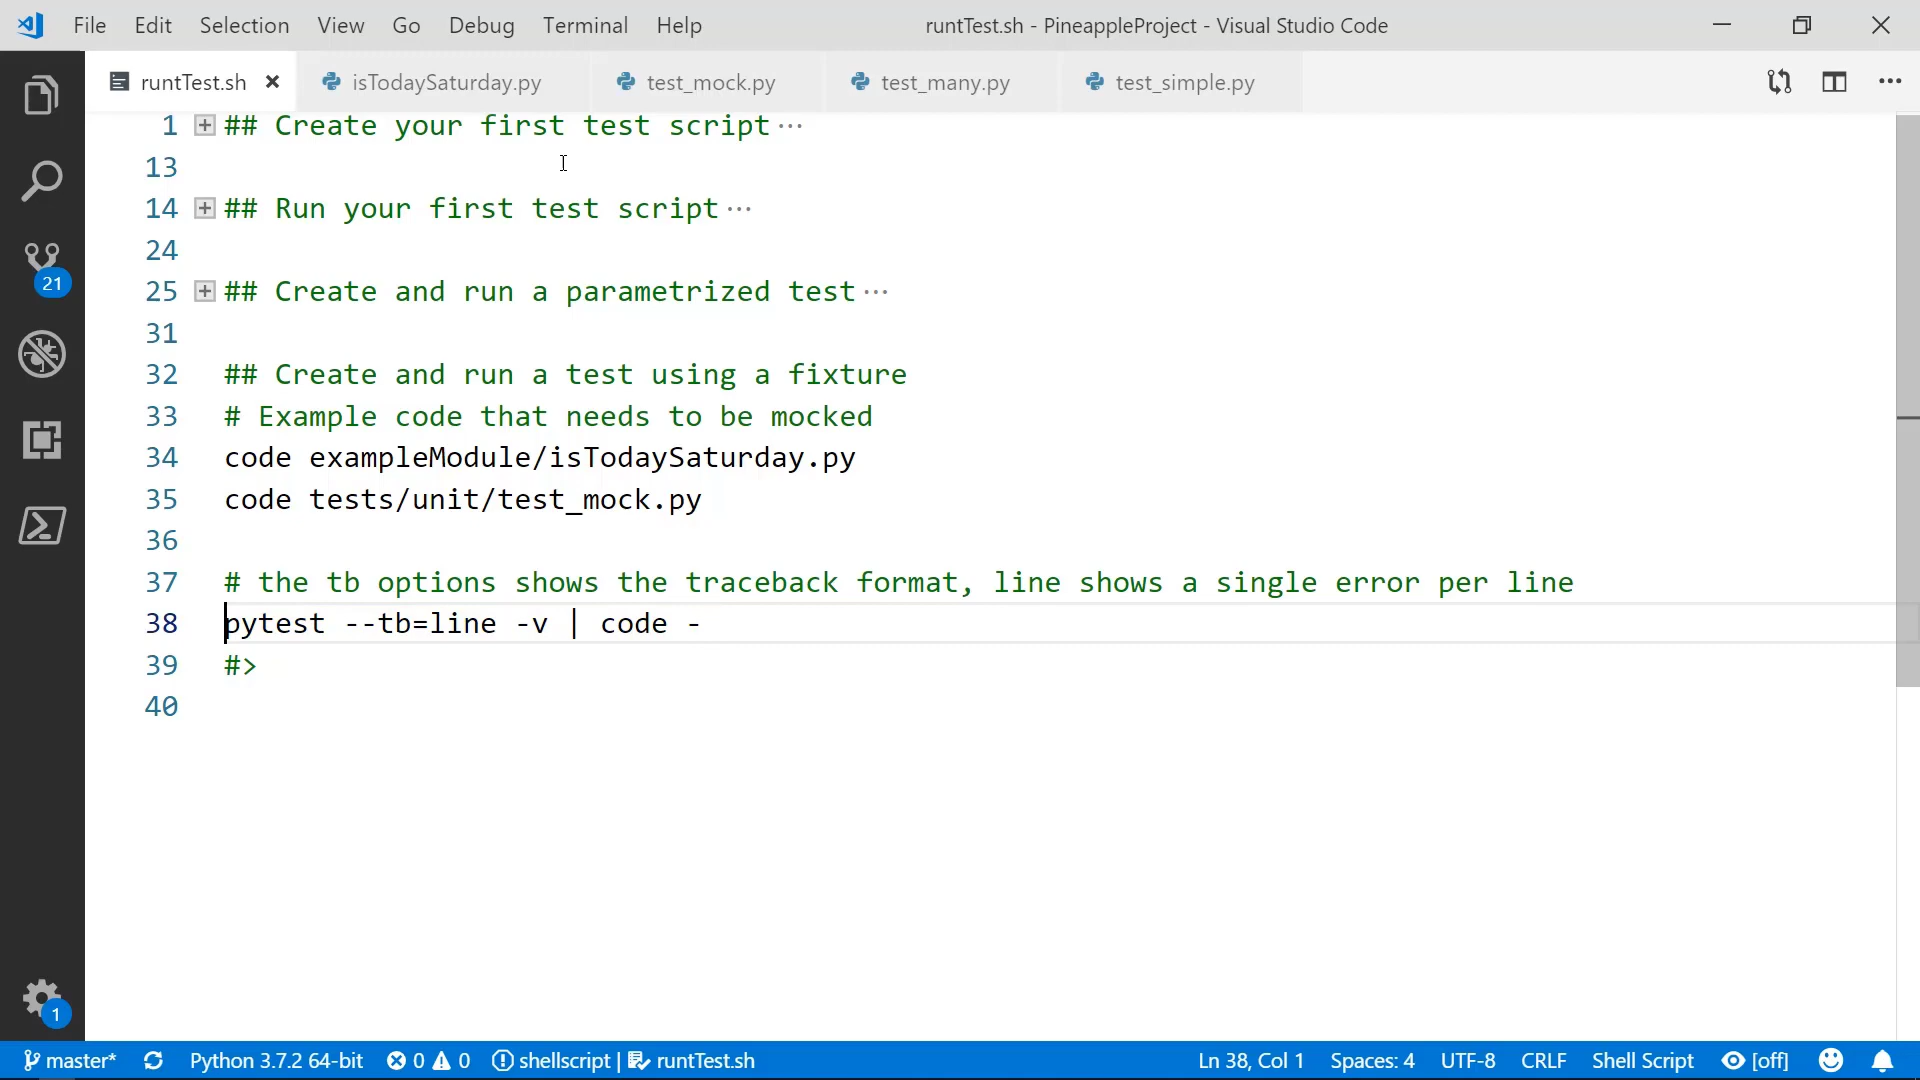 File Edit Selection View Go Debug Terminal Help runtTest.sh - PineappleProject - Visual Studio Code
runtTest.sh isTodaySaturday.py test_mock.py test_many.py test_simple.py
1 ## Create your first test script ...
13
14 ## Run your first test script ...
24
25 ## Create and run a parametrized test ...
31
32 ## Create and run a test using a fixture
33 # Example code that needs to be mocked
34 code exampleModule/isTodaySaturday.py
35 code tests/unit/test_mock.py
36
37 # the tb options shows the traceback format, line shows a single error per line
38 pytest --tb=line -v | code -
39 #>
40
21
1
master* Python 3.7.2 64-bit 0 0 shellscript | runtTest.sh Ln 38, Col 1 Spaces: 4 UTF-8 CRLF Shell Script [off]